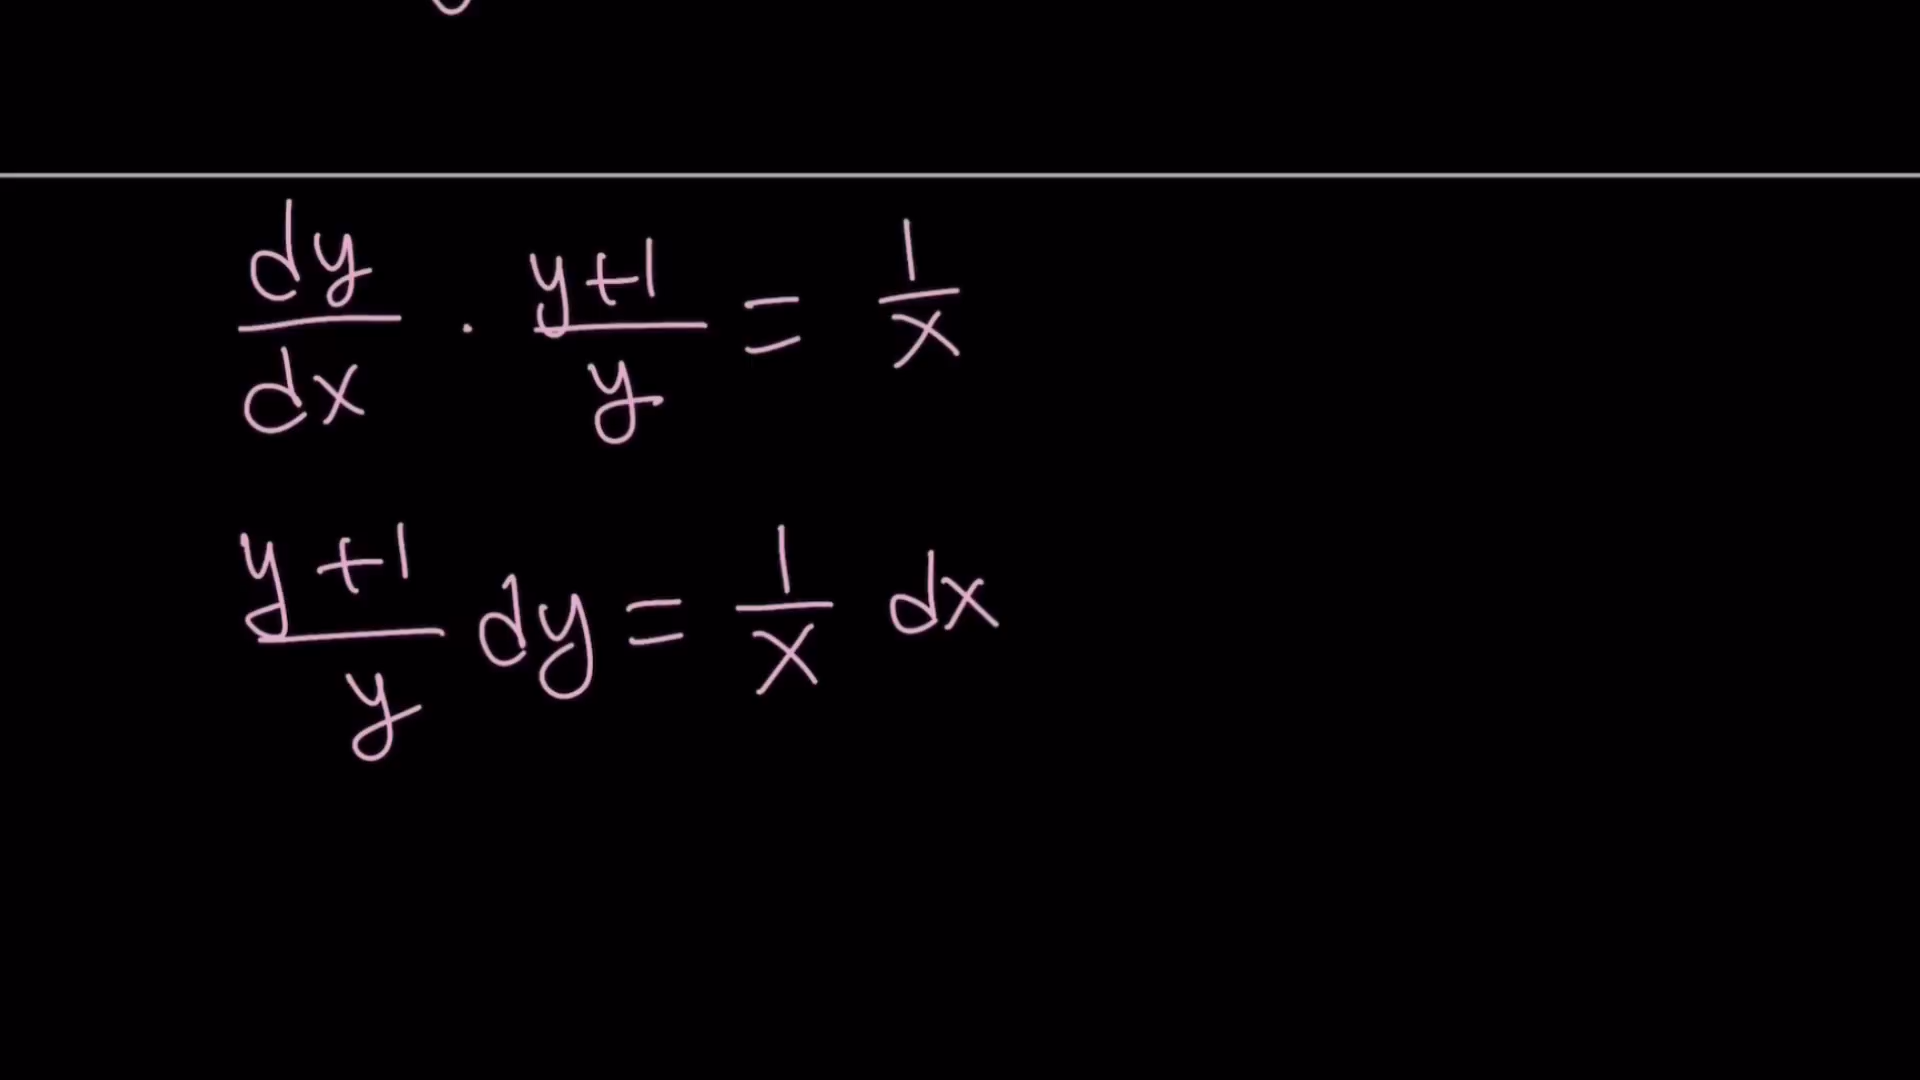 dy/dx · (y+1)/y = 1/x
(y+1)/y dy = 1/x dx